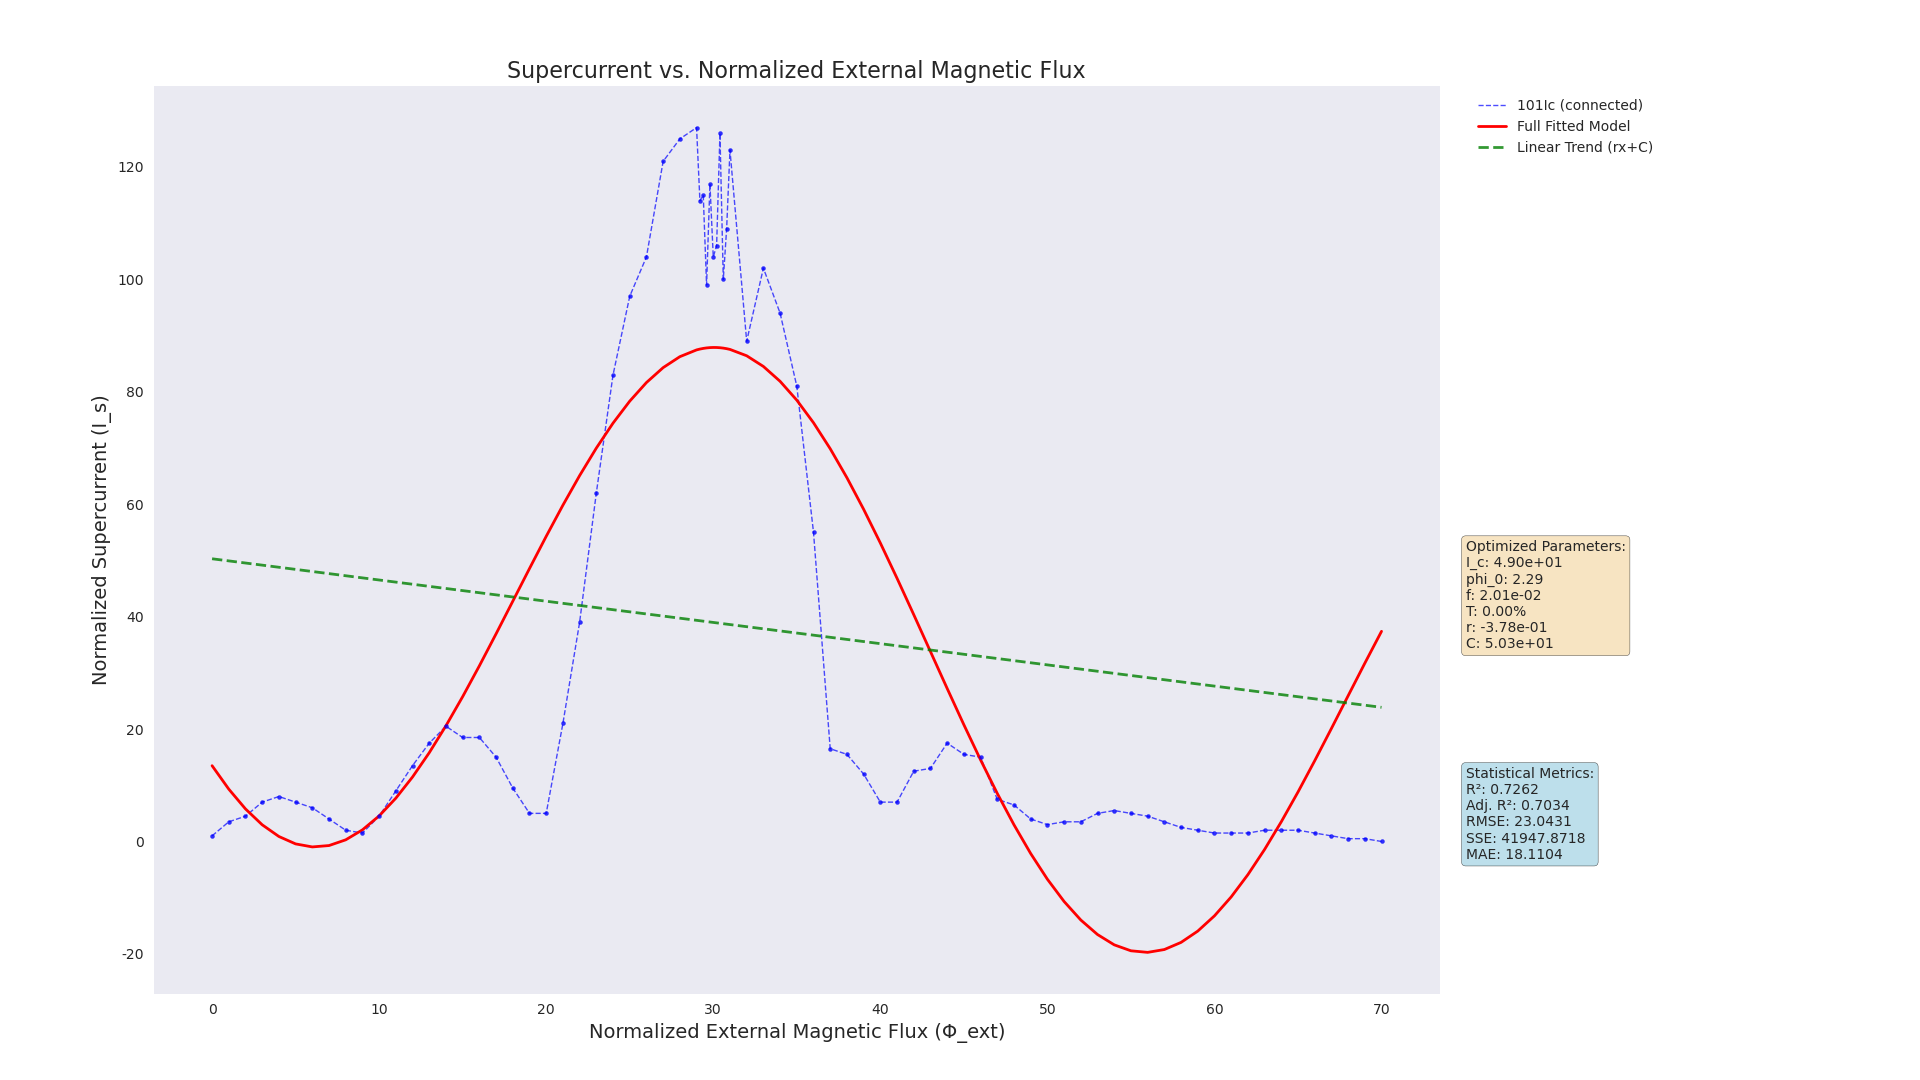 Supercurrent vs. Normalized External Magnetic Flux
101Ic (connected)
Full Fitted Model
Linear Trend (rx+C)
Normalized Supercurrent (I_s)
120
100
80
60
40
20
0
-20
0 10 20 30 40 50 60 70
Normalized External Magnetic Flux (Φ_ext)
Optimized Parameters:
I_c: 4.90e+01
phi_0: 2.29
f: 2.01e-02
T: 0.00%
r: -3.78e-01
C: 5.03e+01
Statistical Metrics:
R²: 0.7262
Adj. R²: 0.7034
RMSE: 23.0431
SSE: 41947.8718
MAE: 18.1104